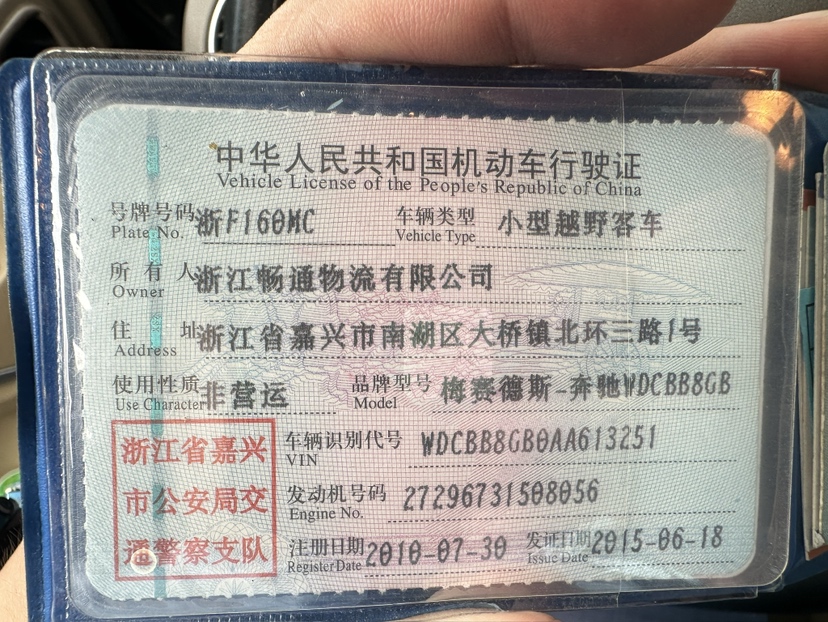 中华人民共和国机动车行驶证
Vehicle License of the People's Republic of China
号牌号码 浙F160MC 车辆类型 小型越野客车
Plate No. Vehicle Type
所有人 浙江畅通物流有限公司
Owner
住址 浙江省嘉兴市南湖区大桥镇北环三路1号
Address
使用性质 非营运 品牌型号 梅赛德斯-奔驰WDCBB8GB
Use Character Model
浙江省嘉兴
市公安局交
通警察支队
车辆识别代号 WDCBB8GB0AA613251
VIN
发动机号码 27296731508056
Engine No.
注册日期 2010-07-30 发证日期 2015-06-18
Register Date Issue Date